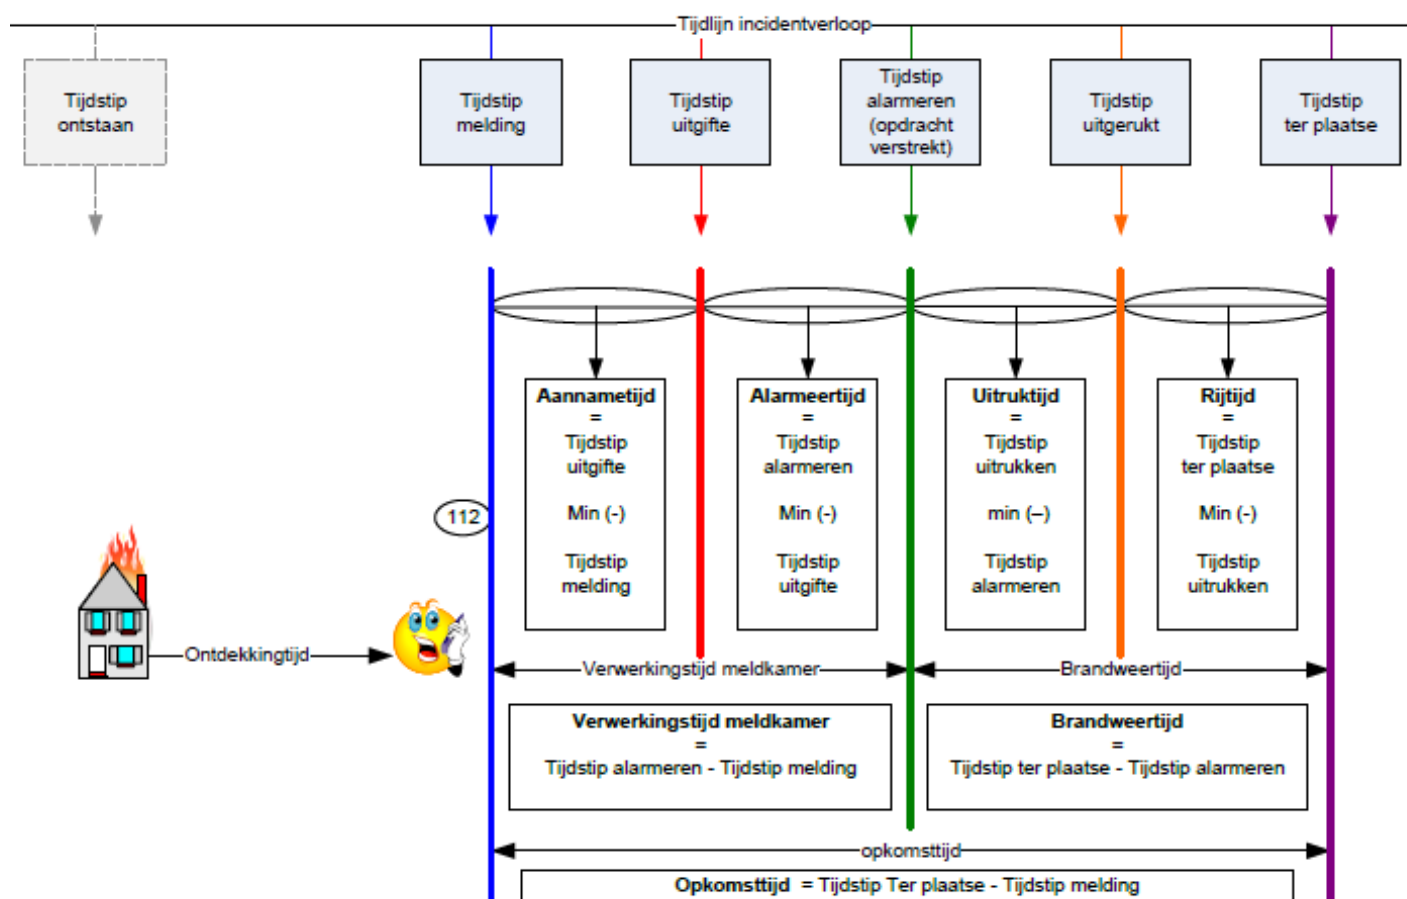 Tijdlijn incidentverloop
Tijdstip
ontstaan
Tijdstip
melding
Tijdstip
uitgifte
Tijdstip
alarmeren
(opdracht
verstrekt)
Tijdstip
uitgerukt
Tijdstip
ter plaatse
Aannametijd
=
Tijdstip
uitgifte
Min (-)
Tijdstip
melding
Alarmeertijd
=
Tijdstip
alarmeren
Min (-)
Tijdstip
uitgifte
Uitruktijd
=
Tijdstip
uitrukken
min (–)
Tijdstip
alarmeren
Rijtijd
=
Tijdstip
ter plaatse
Min (-)
Tijdstip
uitrukken
112
Ontdekkingtijd
Verwerkingstijd meldkamer
Brandweertijd
Verwerkingstijd meldkamer
=
Tijdstip alarmeren - Tijdstip melding
Brandweertijd
=
Tijdstip ter plaatse - Tijdstip alarmeren
opkomsttijd
Opkomsttijd = Tijdstip Ter plaatse - Tijdstip melding